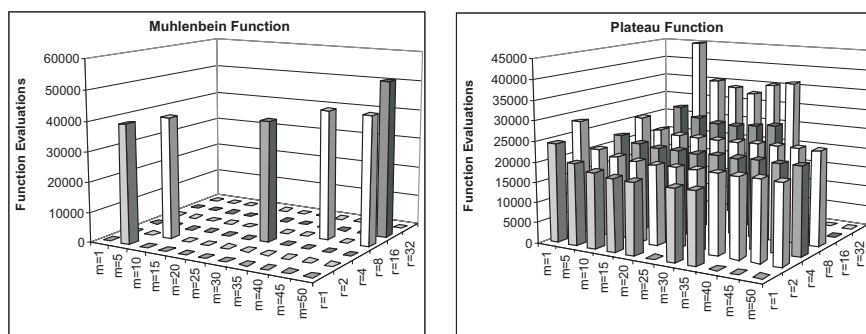 Muhlenbein Function
Function Evaluations
60000
50000
40000
30000
20000
10000
0
m=1
m=5
m=10
m=15
m=20
m=25
m=30
m=35
m=40
m=45
m=50
r=1
r=2
r=4
r=8
r=16
r=32
Plateau Function
Function Evaluations
45000
40000
35000
30000
25000
20000
15000
10000
5000
0
m=1
m=5
m=10
m=15
m=20
m=25
m=30
m=35
m=40
m=45
m=50
r=1
r=2
r=4
r=8
r=16
r=32